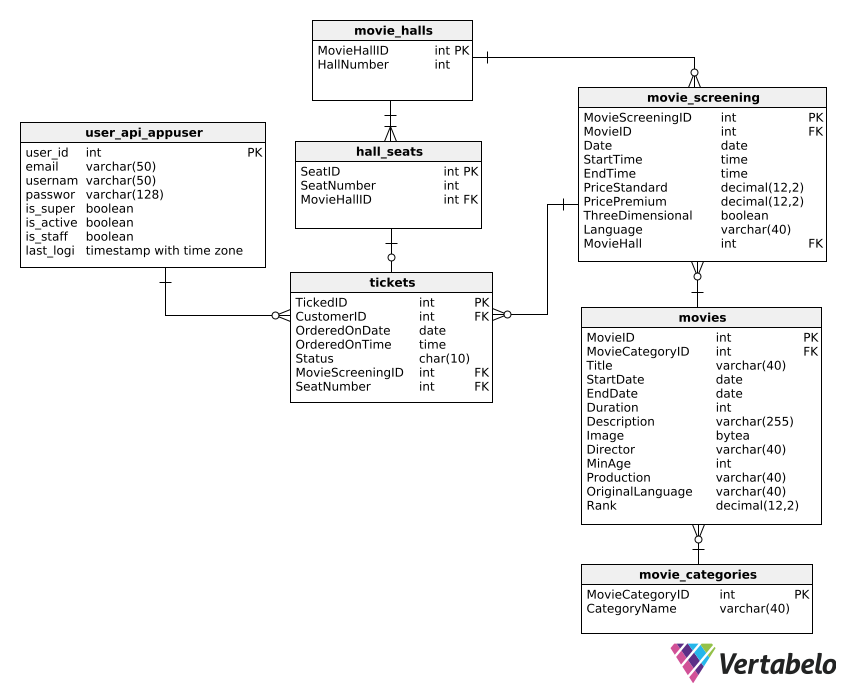 movie_halls
MovieHallID int PK
HallNumber int
movie_screening
MovieScreeningID int PK
MovieID int FK
Date date
StartTime time
EndTime time
PriceStandard decimal(12,2)
PricePremium decimal(12,2)
ThreeDimensional boolean
Language varchar(40)
MovieHall int FK
user_api_appuser
user_id int PK
email varchar(50)
usernam varchar(50)
passwor varchar(128)
is_super boolean
is_active boolean
is_staff boolean
last_logi timestamp with time zone
hall_seats
SeatID int PK
SeatNumber int
MovieHallID int FK
tickets
TickedID int PK
CustomerID int FK
OrderedOnDate date
OrderedOnTime time
Status char(10)
MovieScreeningID int FK
SeatNumber int FK
movies
MovieID int PK
MovieCategoryID int FK
Title varchar(40)
StartDate date
EndDate date
Duration int
Description varchar(255)
Image bytea
Director varchar(40)
MinAge int
Production varchar(40)
OriginalLanguage varchar(40)
Rank decimal(12,2)
movie_categories
MovieCategoryID int PK
CategoryName varchar(40)
Vertabelo